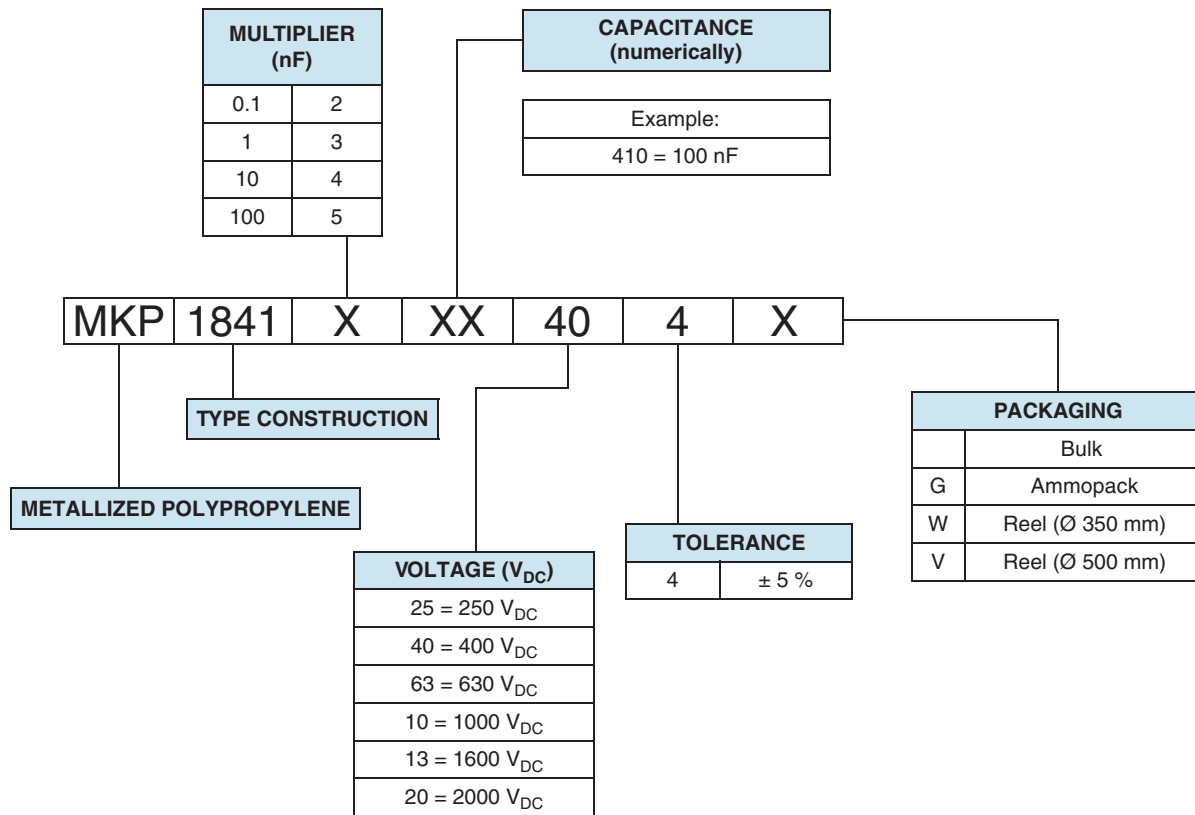 MULTIPLIER
(nF)
0.1 2
1 3
10 4
100 5
CAPACITANCE
(numerically)
Example:
410 = 100 nF
MKP 1841 X XX 40 4 X
TYPE CONSTRUCTION
METALLIZED POLYPROPYLENE
VOLTAGE (VDC)
25 = 250 VDC
40 = 400 VDC
63 = 630 VDC
10 = 1000 VDC
13 = 1600 VDC
20 = 2000 VDC
TOLERANCE
4 ± 5 %
PACKAGING
Bulk
G Ammopack
W Reel (Ø 350 mm)
V Reel (Ø 500 mm)